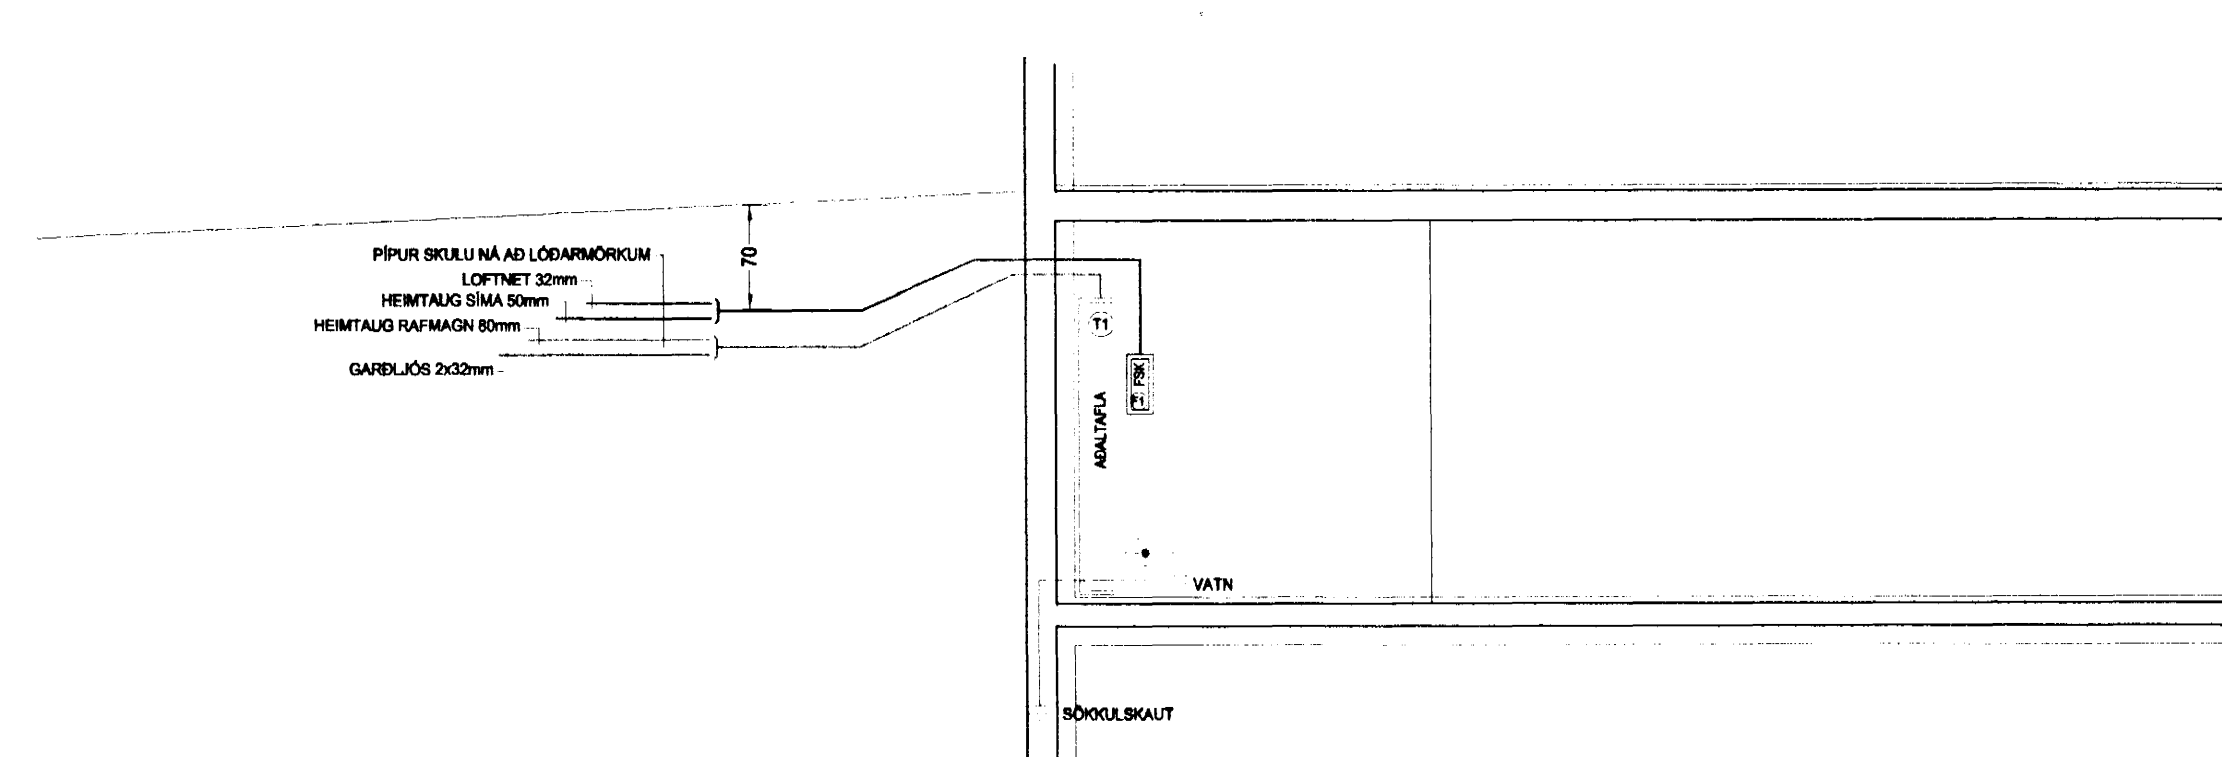 PÍPUR SKULU NÁ AÐ LÓÐARMÖRKUM
LOFTNET 32mm
HEIMTAUG SÍMA 50mm
HEIMTAUG RAFMAGN 80mm
GARÐLJÓS 2x32mm
70
T1
FSK
AÐALTAFLA
VATN
SÖKKULSKAUT